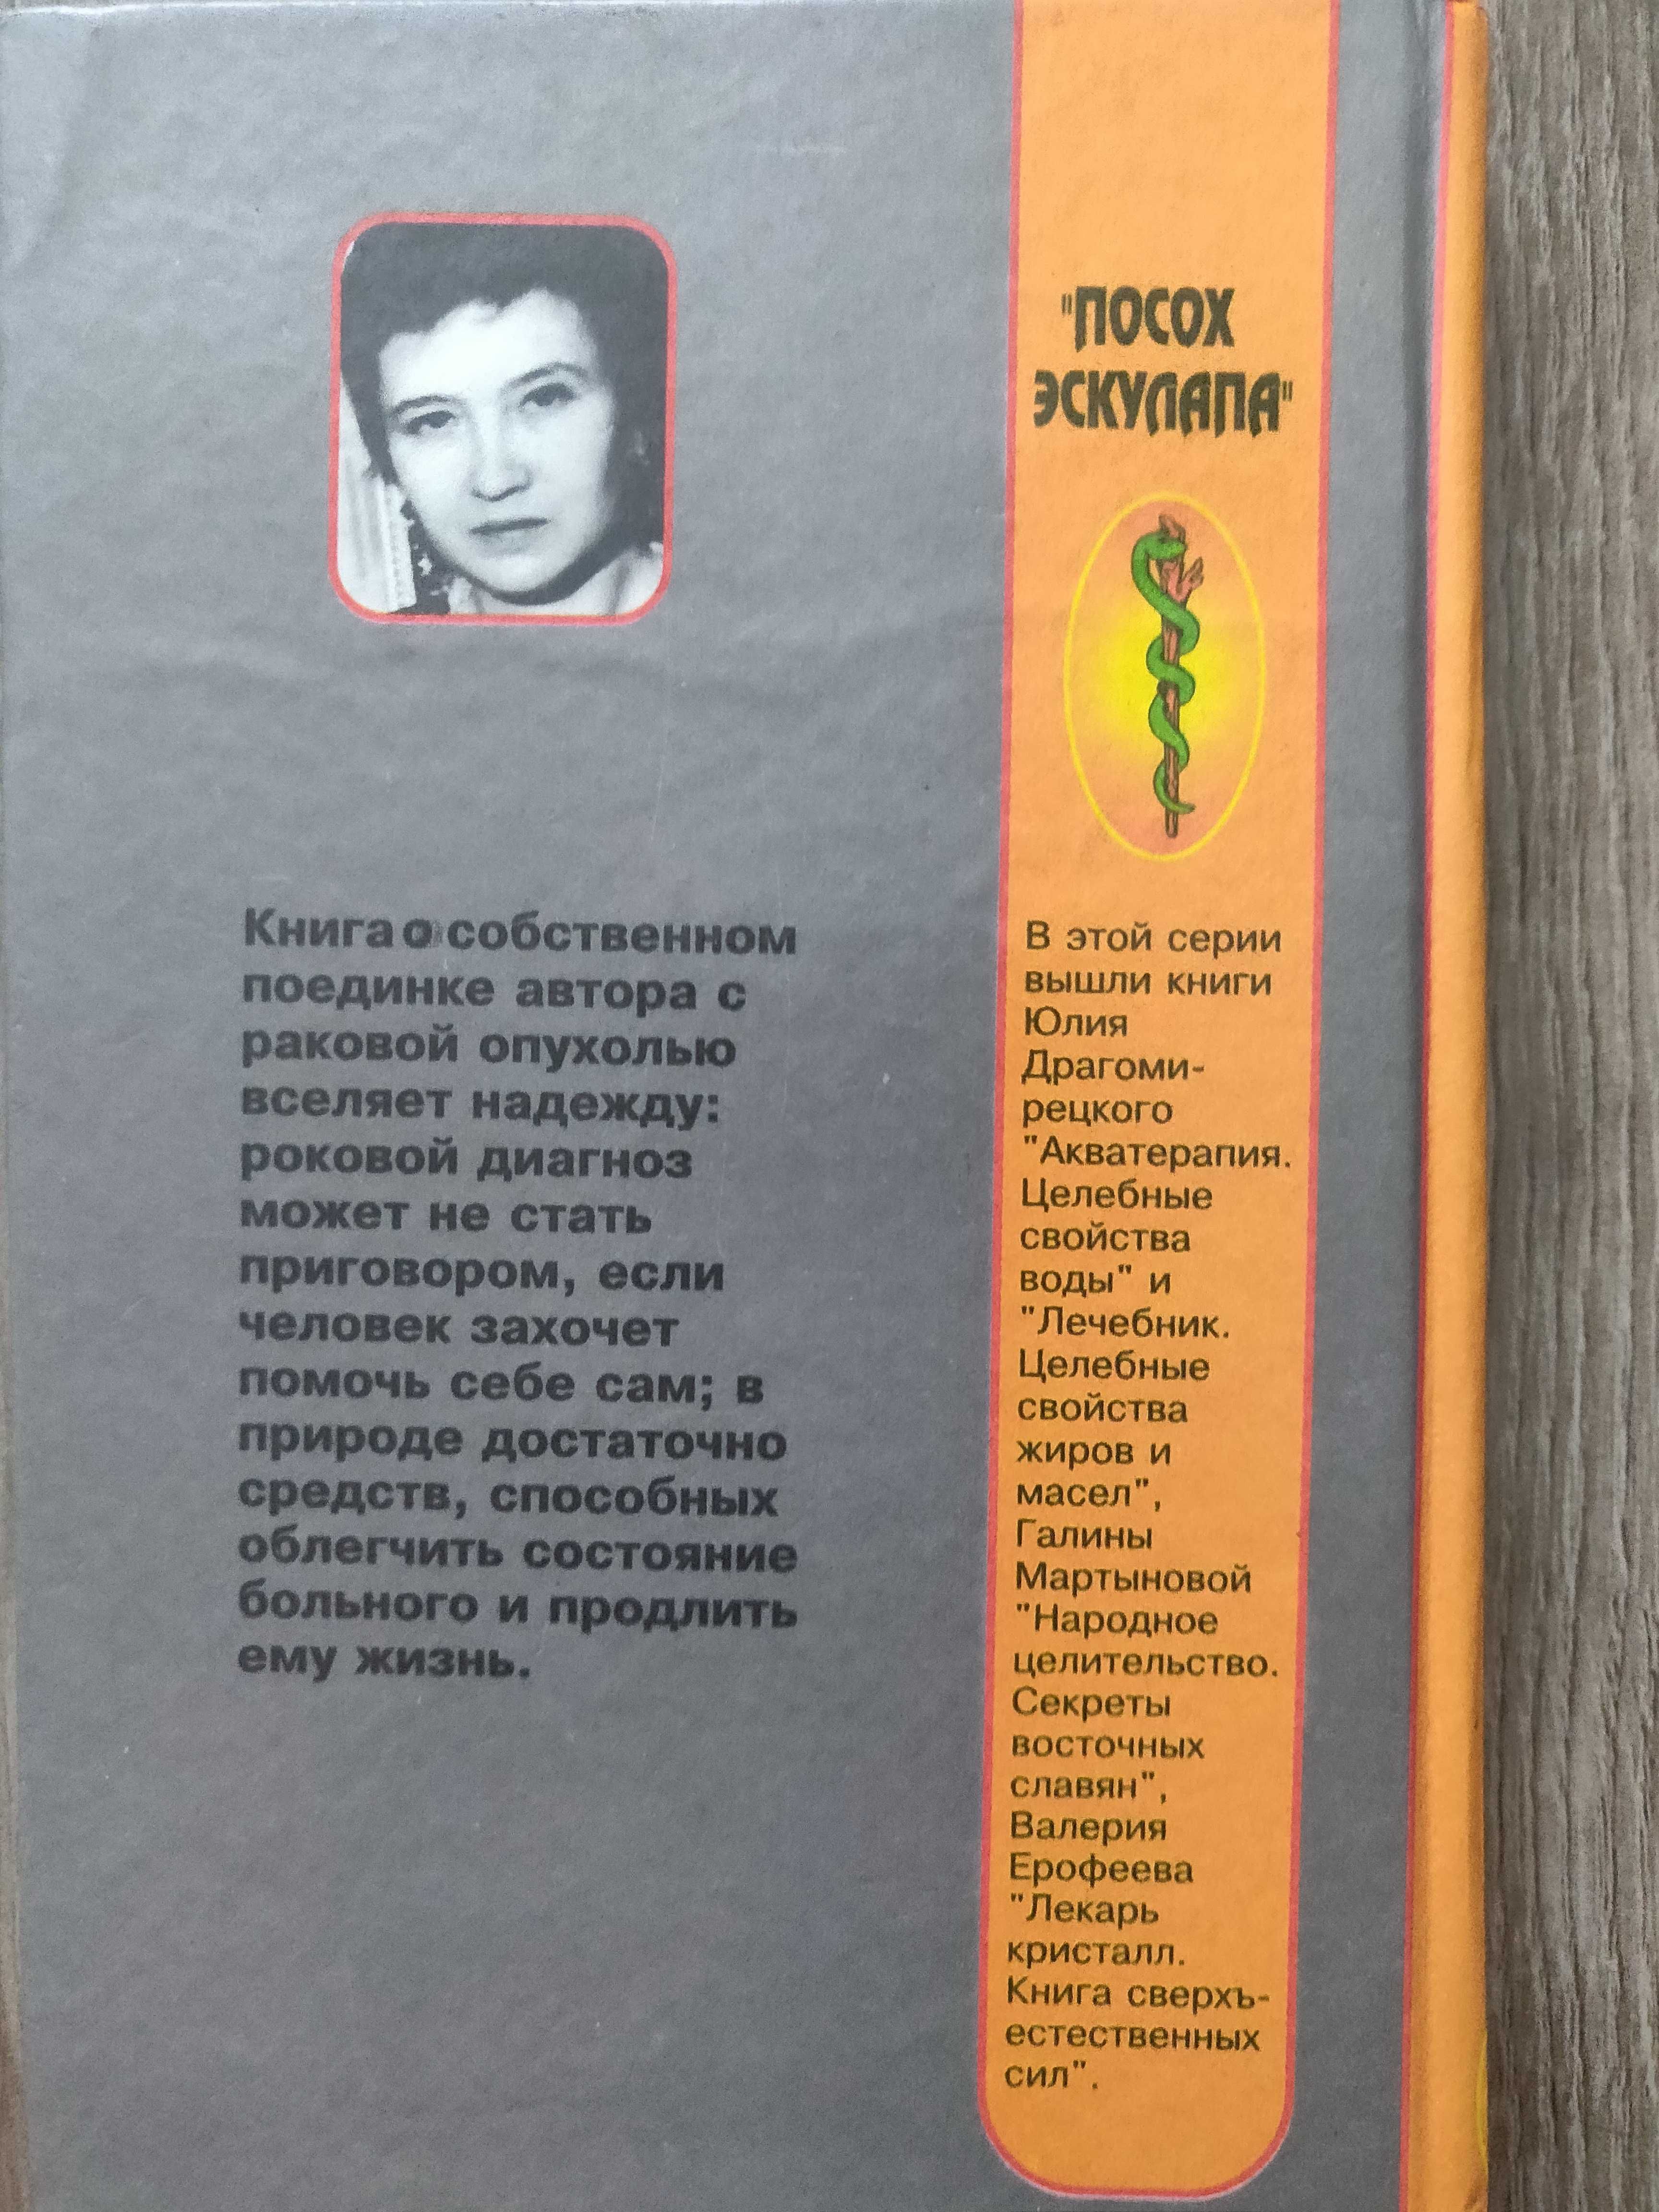 Книга о собственном
поединке автора с
раковой опухолью
вселяет надежду:
роковой диагноз
может не стать
приговором, если
человек захочет
помочь себе сам; в
природе достаточно
средств, способных
облегчить состояние
больного и продлить
ему жизнь.
"ПОСОХ
ЭСКУЛАПА"
В этой серии
вышли книги
Юлия
Драгоми-
рецкого
"Акватерапия.
Целебные
свойства
воды" и
"Лечебник.
Целебные
свойства
жиров и
масел",
Галины
Мартыновой
"Народное
целительство.
Секреты
восточных
славян",
Валерия
Ерофеева
"Лекарь
кристалл.
Книга сверхъ-
естественных
сил".